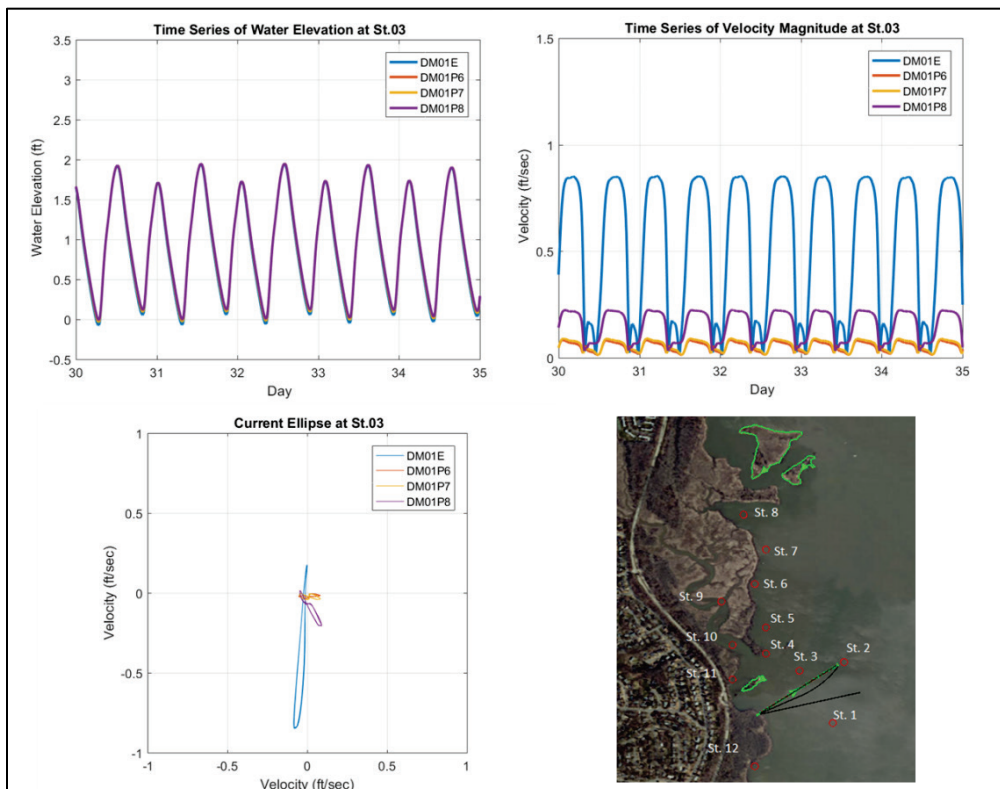 Time Series of Water Elevation at St.03
3.5
3
2.5
2
1.5
1
0.5
0
-0.5
Water Elevation (ft)
DM01E
DM01P6
DM01P7
DM01P8
30 31 32 33 34 35
Day
Time Series of Velocity Magnitude at St.03
1.5
1
0.5
0
Velocity (ft/sec)
DM01E
DM01P6
DM01P7
DM01P8
30 31 32 33 34 35
Day
Current Ellipse at St.03
1
0.5
0
-0.5
-1
Velocity (ft/sec)
DM01E
DM01P6
DM01P7
DM01P8
-1 -0.5 0 0.5 1
Velocity (ft/sec)
St. 8
St. 7
St. 6
St. 9
St. 5
St. 10
St. 4
St. 2
St. 3
St. 11
St. 1
St. 12